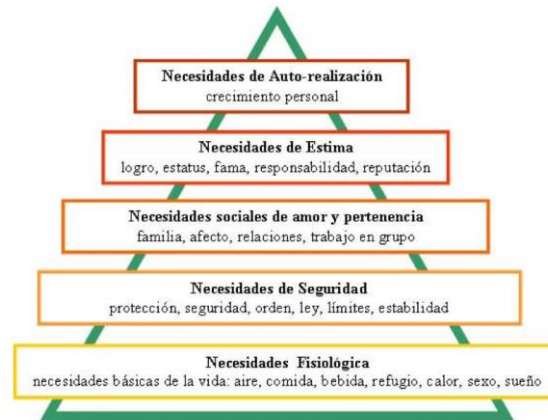 Necesidades de Auto-realización
crecimiento personal
Necesidades de Estima
logro, estatus, fama, responsabilidad, reputación
Necesidades sociales de amor y pertenencia
familia, afecto, relaciones, trabajo en grupo
Necesidades de Seguridad
protección, seguridad, orden, ley, límites, estabilidad
Necesidades Fisiológica
necesidades básicas de la vida: aire, comida, bebida, refugio, calor, sexo, sueño